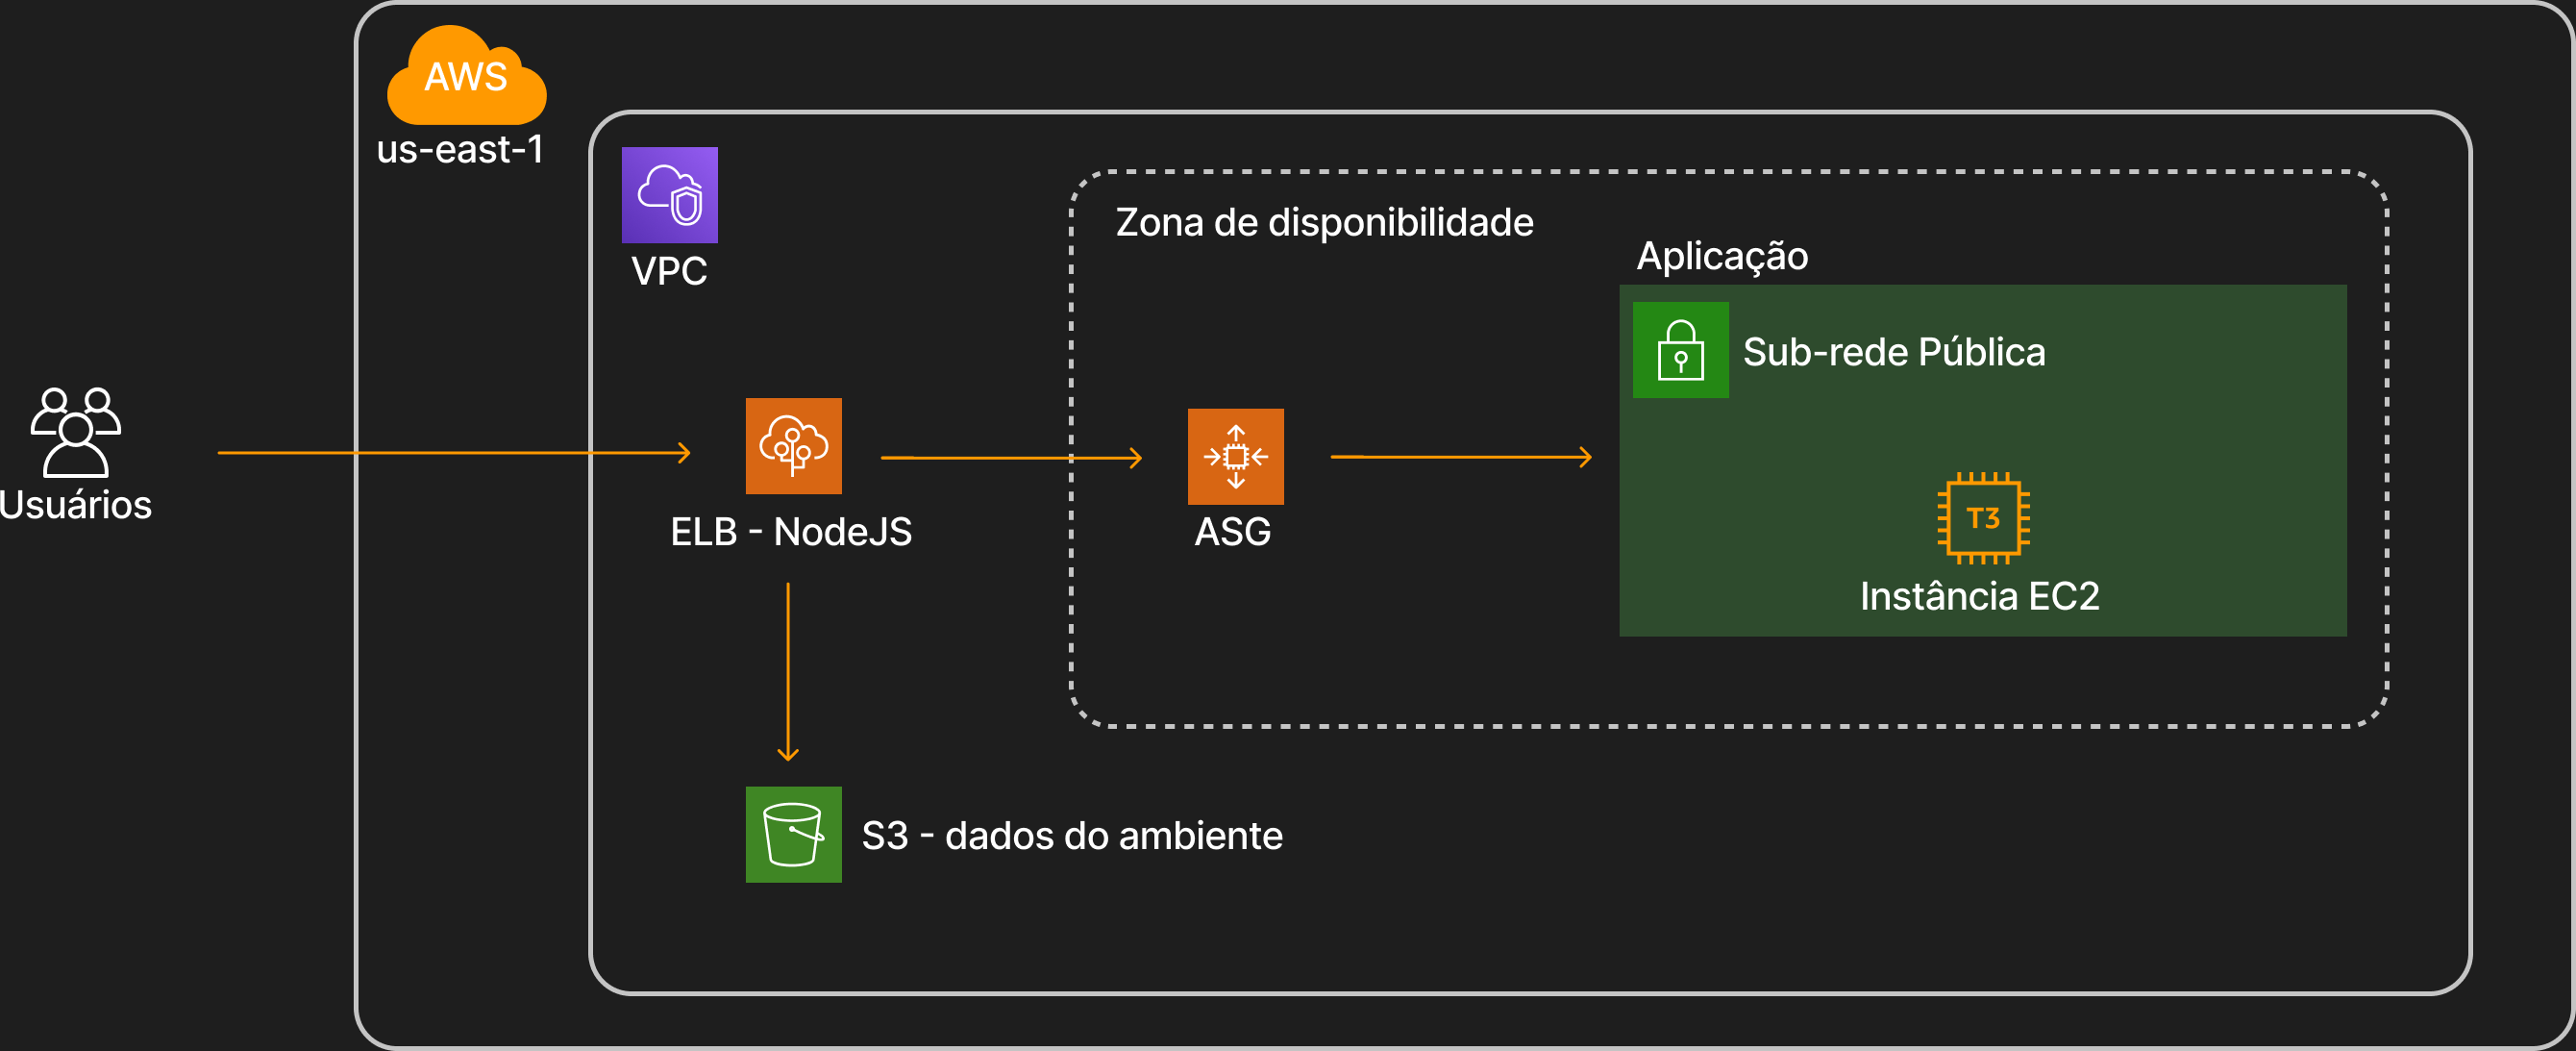 AWS
us-east-1
VPC
Zona de disponibilidade
Aplicação
Sub-rede Pública
Usuários
ELB - NodeJS
ASG
T3
Instância EC2
S3 - dados do ambiente